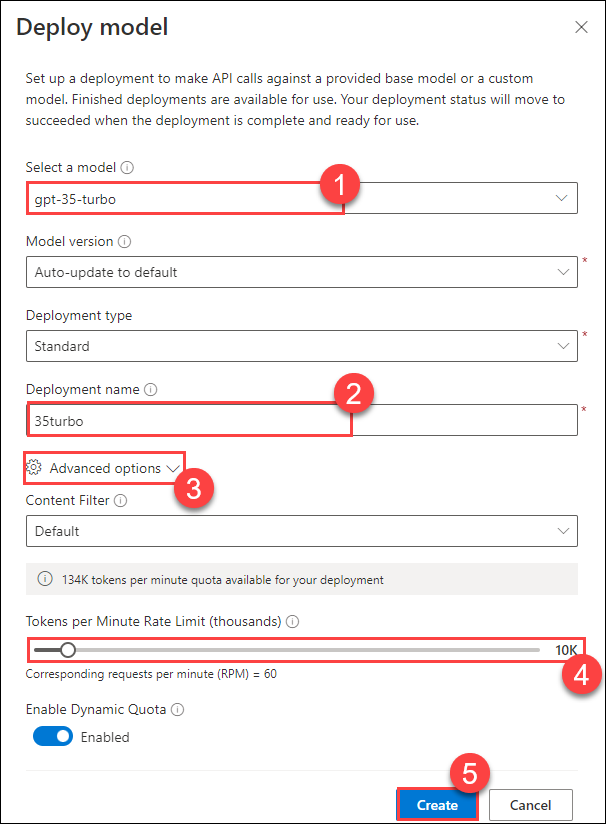 Deploy model
Set up a deployment to make API calls against a provided base model or a custom
model. Finished deployments are available for use. Your deployment status will move to
succeeded when the deployment is complete and ready for use.
Select a model
1
gpt-35-turbo
Model version
Auto-update to default
*
Deployment type
Standard
*
Deployment name
2
35turbo
*
Advanced options
3
Content Filter
Default
134K tokens per minute quota available for your deployment
Tokens per Minute Rate Limit (thousands)
10K
4
Corresponding requests per minute (RPM) = 60
Enable Dynamic Quota
Enabled
5
Create Cancel